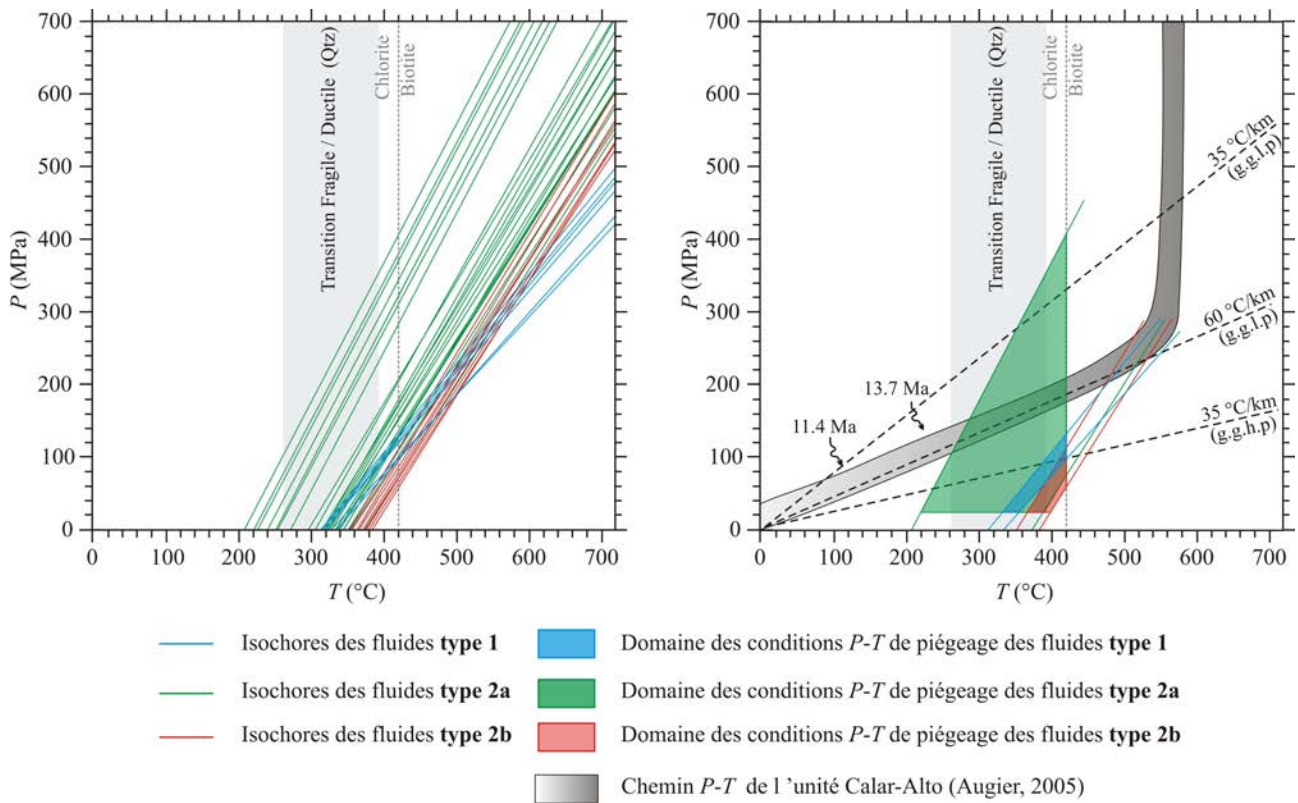 700
600
500
400
300
200
100
0
P (MPa)
0 100 200 300 400 500 600 700
T (°C)
Transition Fragile / Ductile (Qtz)
Chlorite
Biotite
700
600
500
400
300
200
100
0
P (MPa)
0 100 200 300 400 500 600 700
T (°C)
Transition Fragile / Ductile (Qtz)
Chlorite
Biotite
35 °C/km
(g.g.l.p)
60 °C/km
(g.g.l.p)
35 °C/km
(g.g.h.p)
13.7 Ma
11.4 Ma
Isochores des fluides type 1
Domaine des conditions P-T de piégeage des fluides type 1
Isochores des fluides type 2a
Domaine des conditions P-T de piégeage des fluides type 2a
Isochores des fluides type 2b
Domaine des conditions P-T de piégeage des fluides type 2b
Chemin P-T de l ’unité Calar-Alto (Augier, 2005)